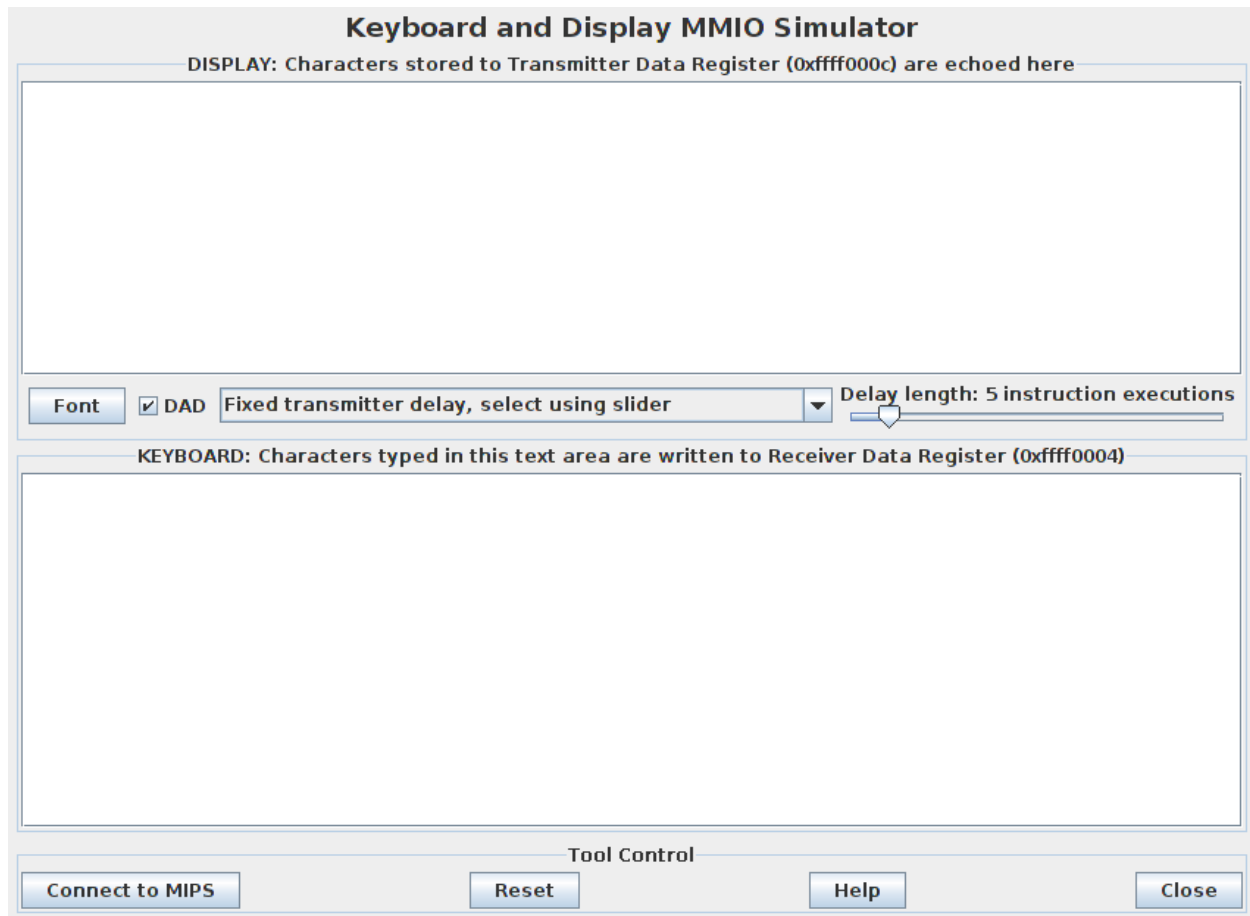 Keyboard and Display MMIO Simulator
DISPLAY: Characters stored to Transmitter Data Register (0xffff000c) are echoed here
Font
DAD
Fixed transmitter delay, select using slider
Delay length: 5 instruction executions
KEYBOARD: Characters typed in this text area are written to Receiver Data Register (0xffff0004)
Tool Control
Connect to MIPS
Reset
Help
Close